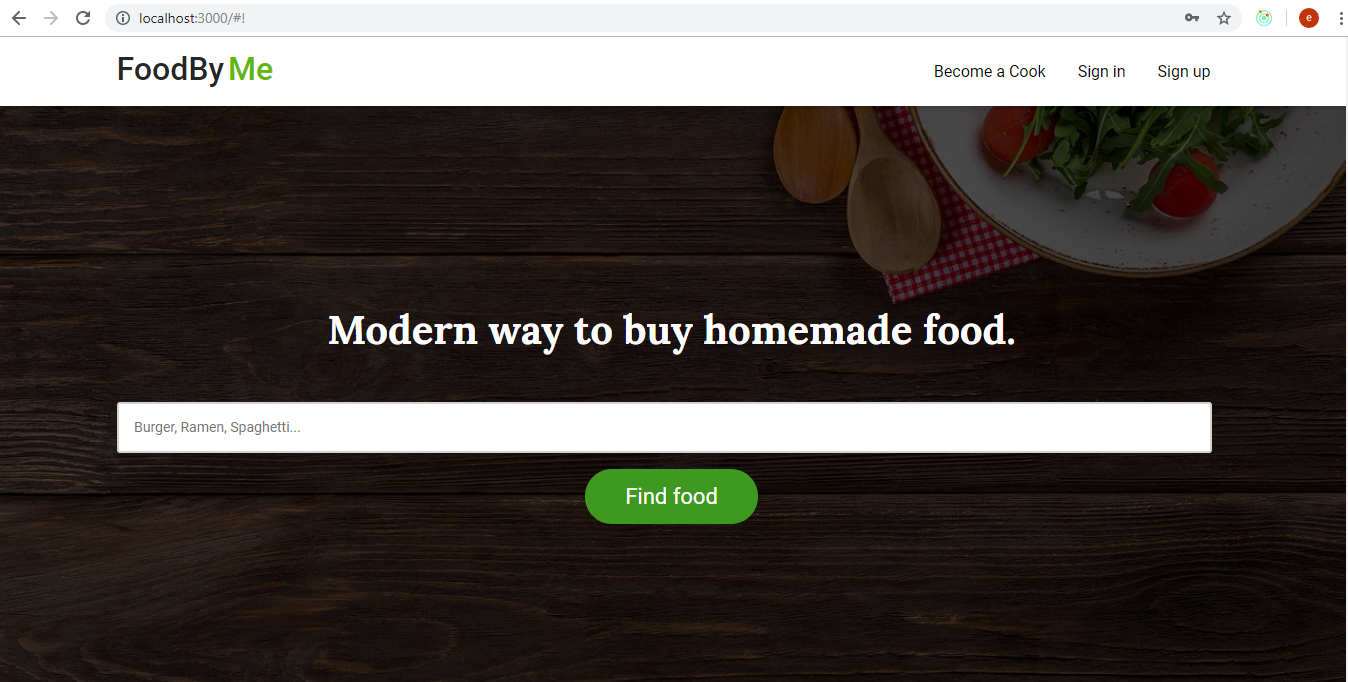 localhost:3000/#!
e
FoodBy Me
Become a Cook Sign in Sign up
Modern way to buy homemade food.
Burger, Ramen, Spaghetti...
Find food